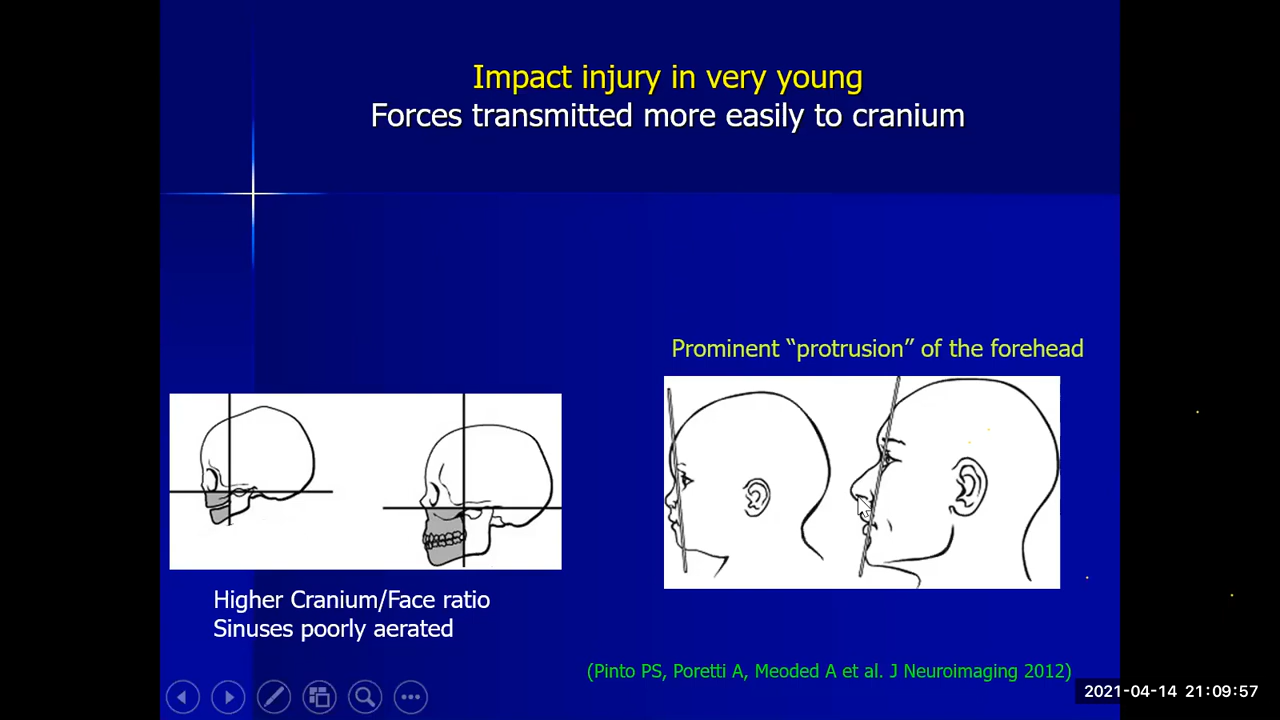 Impact injury in very young
Forces transmitted more easily to cranium
Prominent “protrusion” of the forehead
Higher Cranium/Face ratio
Sinuses poorly aerated
(Pinto PS, Poretti A, Meoded A et al. J Neuroimaging 2012)
2021-04-14 21:09:57